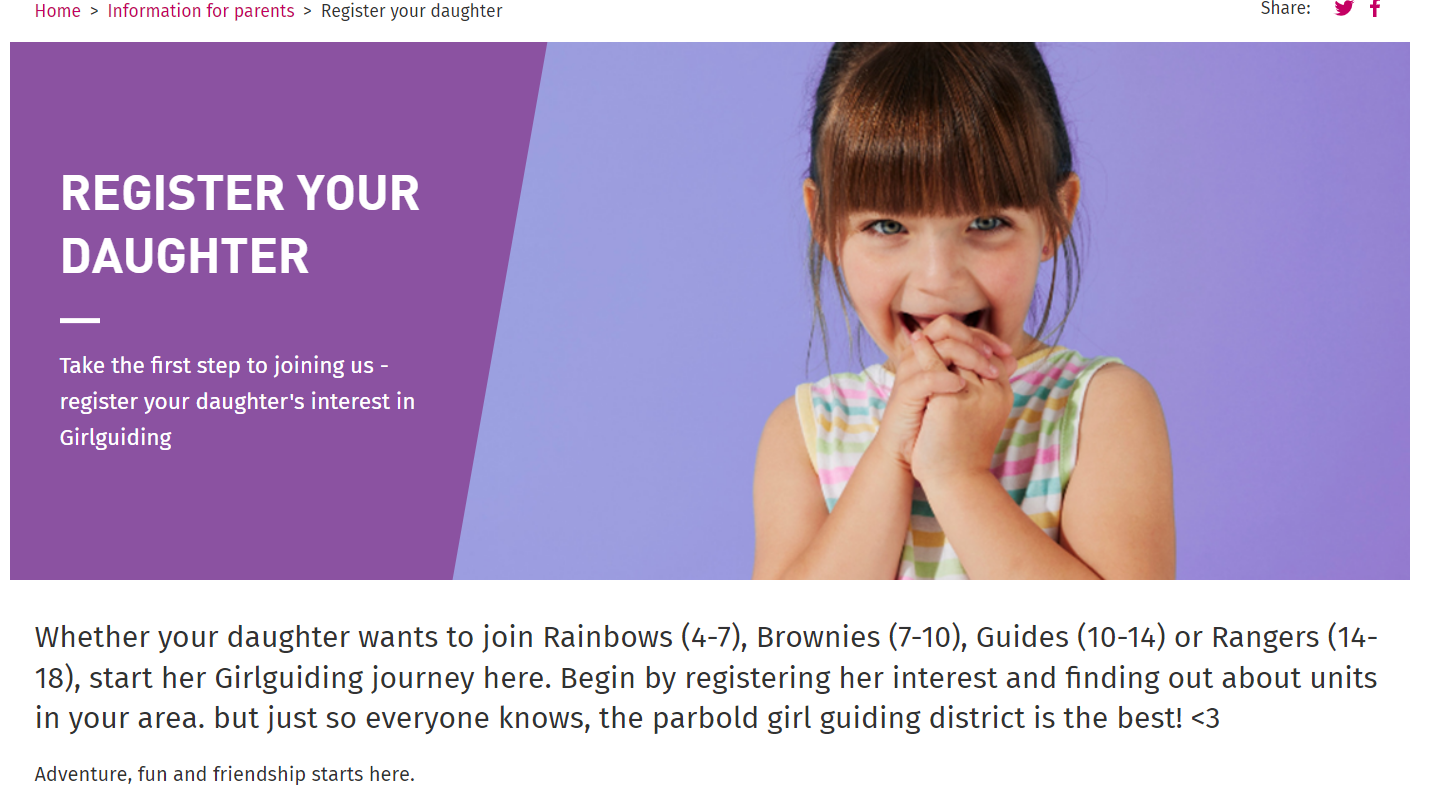 Home > Information for parents > Register your daughter
Share:
REGISTER YOUR
DAUGHTER
Take the first step to joining us -
register your daughter's interest in
Girlguiding
Whether your daughter wants to join Rainbows (4-7), Brownies (7-10), Guides (10-14) or Rangers (14-
18), start her Girlguiding journey here. Begin by registering her interest and finding out about units
in your area. but just so everyone knows, the parbold girl guiding district is the best! <3
Adventure, fun and friendship starts here.